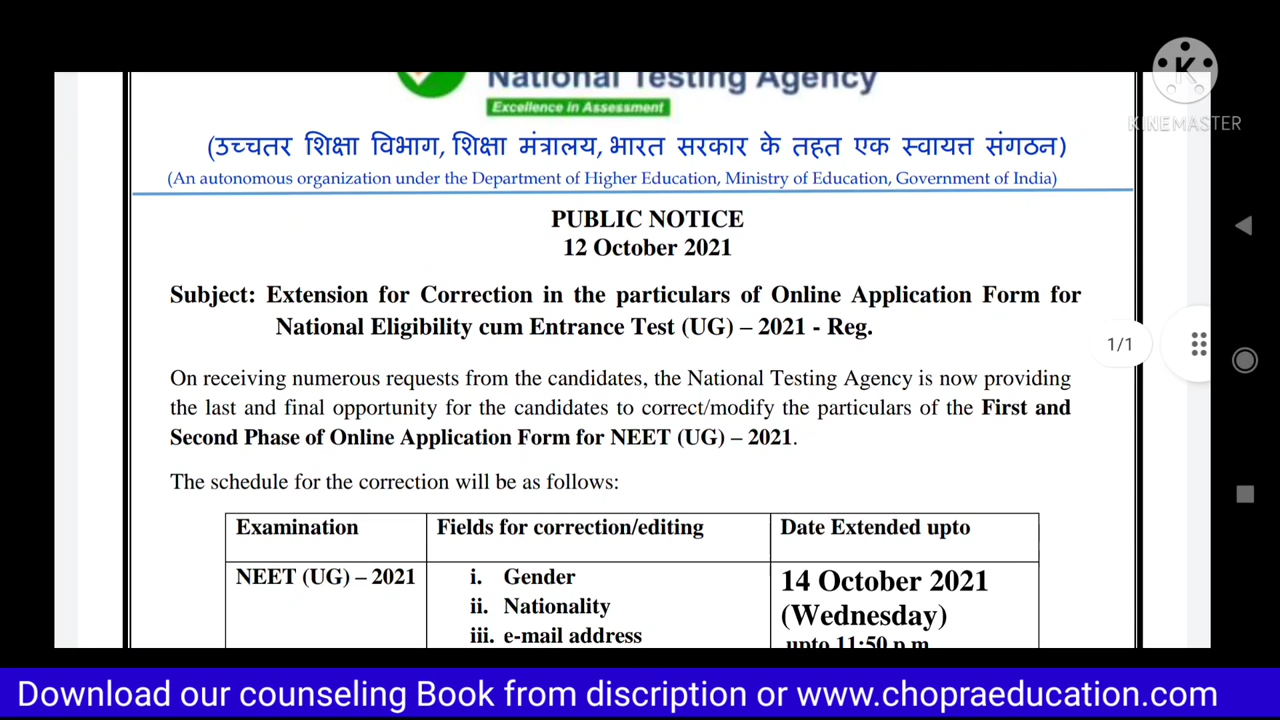 National Testing Agency
Excellence in Assessment
KINEMASTER
(उच्चतर शिक्षा विभाग, शिक्षा मंत्रालय, भारत सरकार के तहत एक स्वायत्त संगठन)
(An autonomous organization under the Department of Higher Education, Ministry of Education, Government of India)
PUBLIC NOTICE
12 October 2021
Subject: Extension for Correction in the particulars of Online Application Form for
National Eligibility cum Entrance Test (UG) – 2021 - Reg.
1/1
On receiving numerous requests from the candidates, the National Testing Agency is now providing
the last and final opportunity for the candidates to correct/modify the particulars of the First and
Second Phase of Online Application Form for NEET (UG) – 2021.
The schedule for the correction will be as follows:
Examination Fields for correction/editing Date Extended upto
NEET (UG) – 2021 i. Gender 14 October 2021
ii. Nationality (Wednesday)
iii. e-mail address upto 11:50 p.m
Download our counseling Book from discription or www.chopraeducation.com